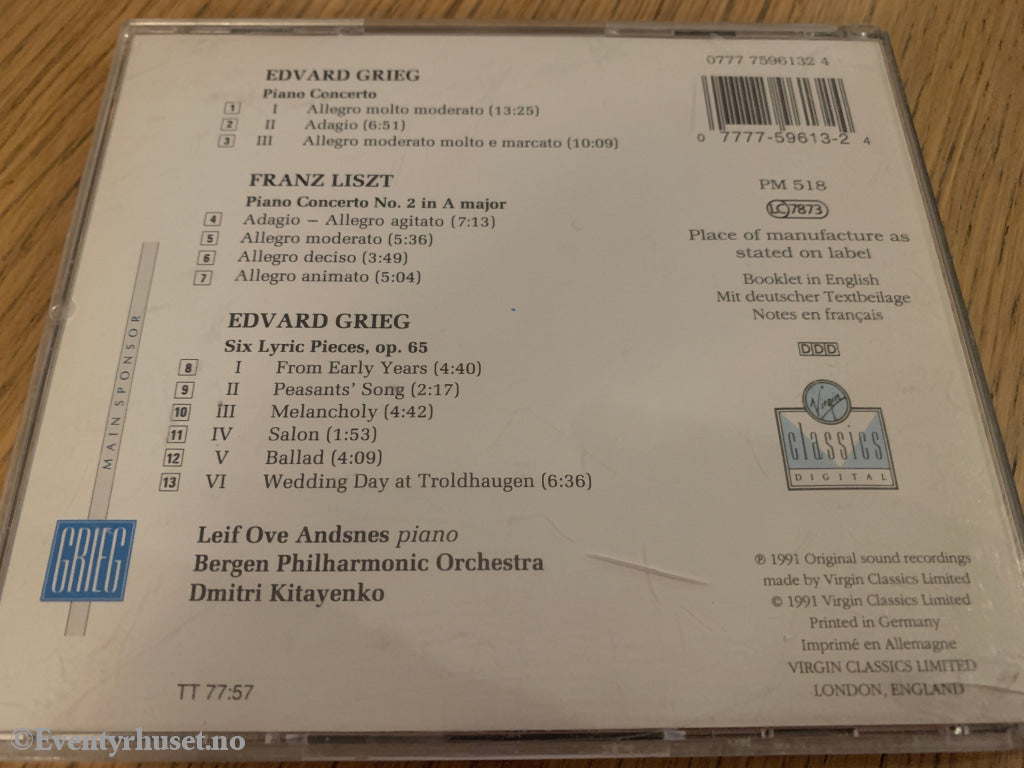 EDVARD GRIEG
Piano Concerto
1 I Allegro molto moderato (13:25)
2 II Adagio (6:51)
3 III Allegro moderato molto e marcato (10:09)
FRANZ LISZT
Piano Concerto No. 2 in A major
4 Adagio – Allegro agitato (7:13)
5 Allegro moderato (5:36)
6 Allegro deciso (3:49)
7 Allegro animato (5:04)
EDVARD GRIEG
Six Lyric Pieces, op. 65
8 I From Early Years (4:40)
9 II Peasants' Song (2:17)
10 III Melancholy (4:42)
11 IV Salon (1:53)
12 V Ballad (4:09)
13 VI Wedding Day at Troldhaugen (6:36)
Leif Ove Andsnes piano
Bergen Philharmonic Orchestra
Dmitri Kitayenko
TT 77:57
MAIN SPONSOR
GRIEG
0777 7596132 4
0 7777-59613-2 4
PM 518
LC 7873
Place of manufacture as
stated on label
Booklet in English
Mit deutscher Textbeilage
Notes en français
DDD
Virgin
classics
DIGITAL
℗ 1991 Original sound recordings
made by Virgin Classics Limited
© 1991 Virgin Classics Limited
Printed in Germany
Imprimé en Allemagne
VIRGIN CLASSICS LIMITED
LONDON, ENGLAND
©Eventyrhuset.no